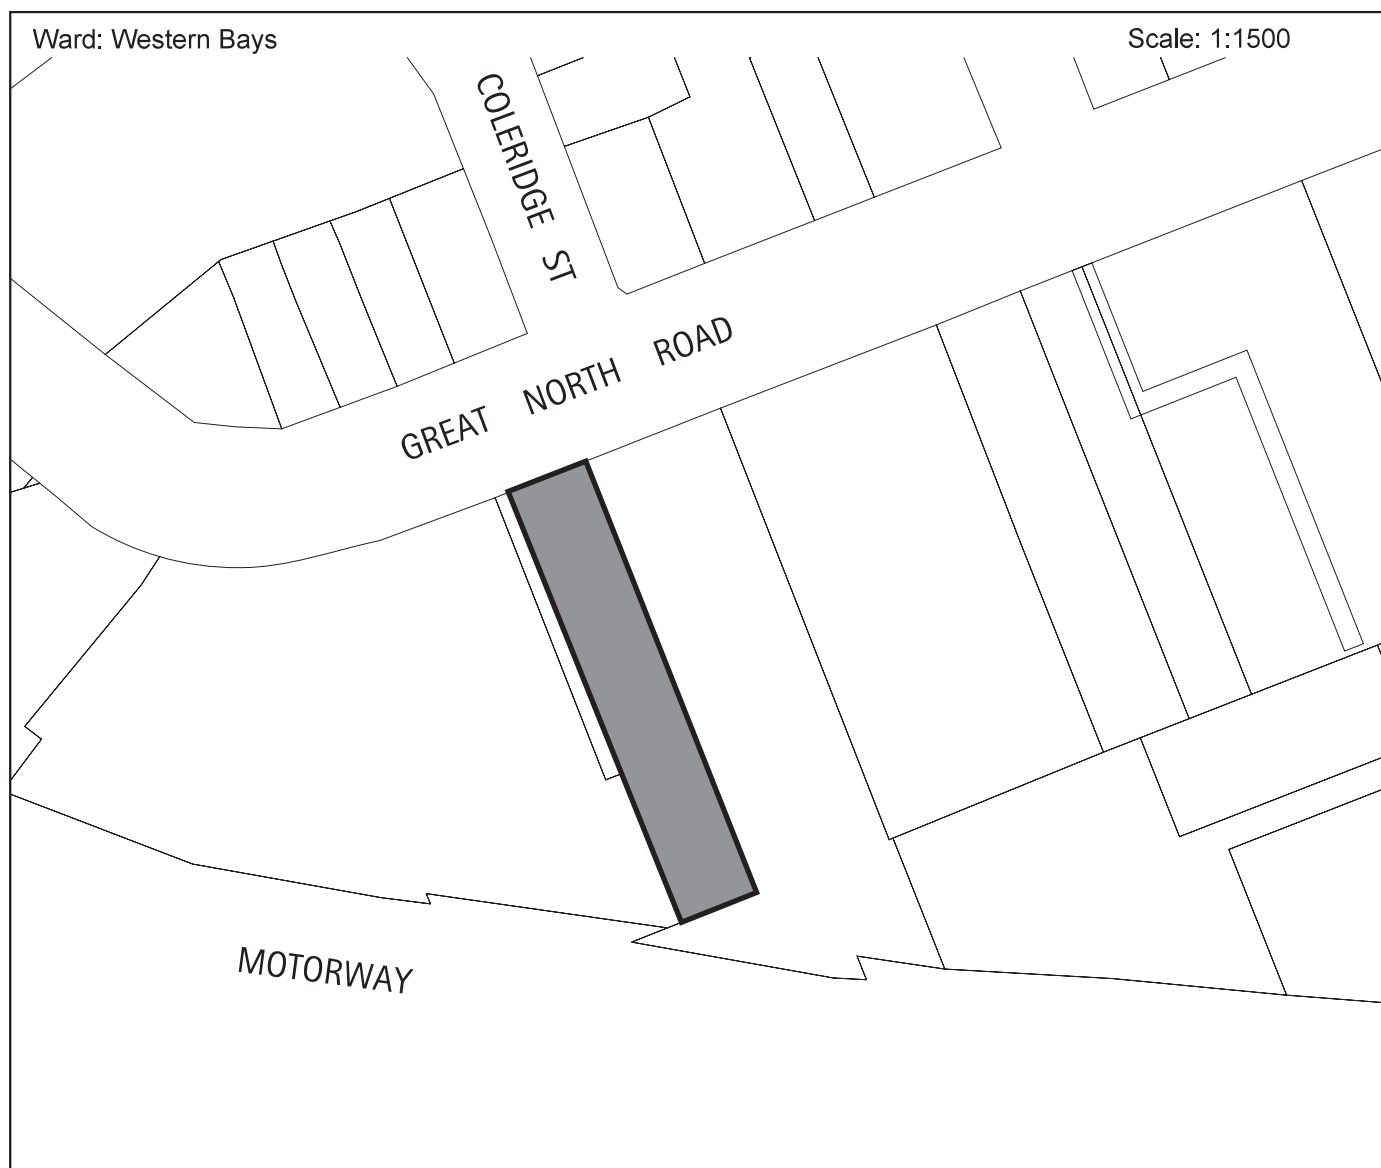 Ward: Western Bays
Scale: 1:1500
COLERIDGE ST
GREAT NORTH ROAD
MOTORWAY